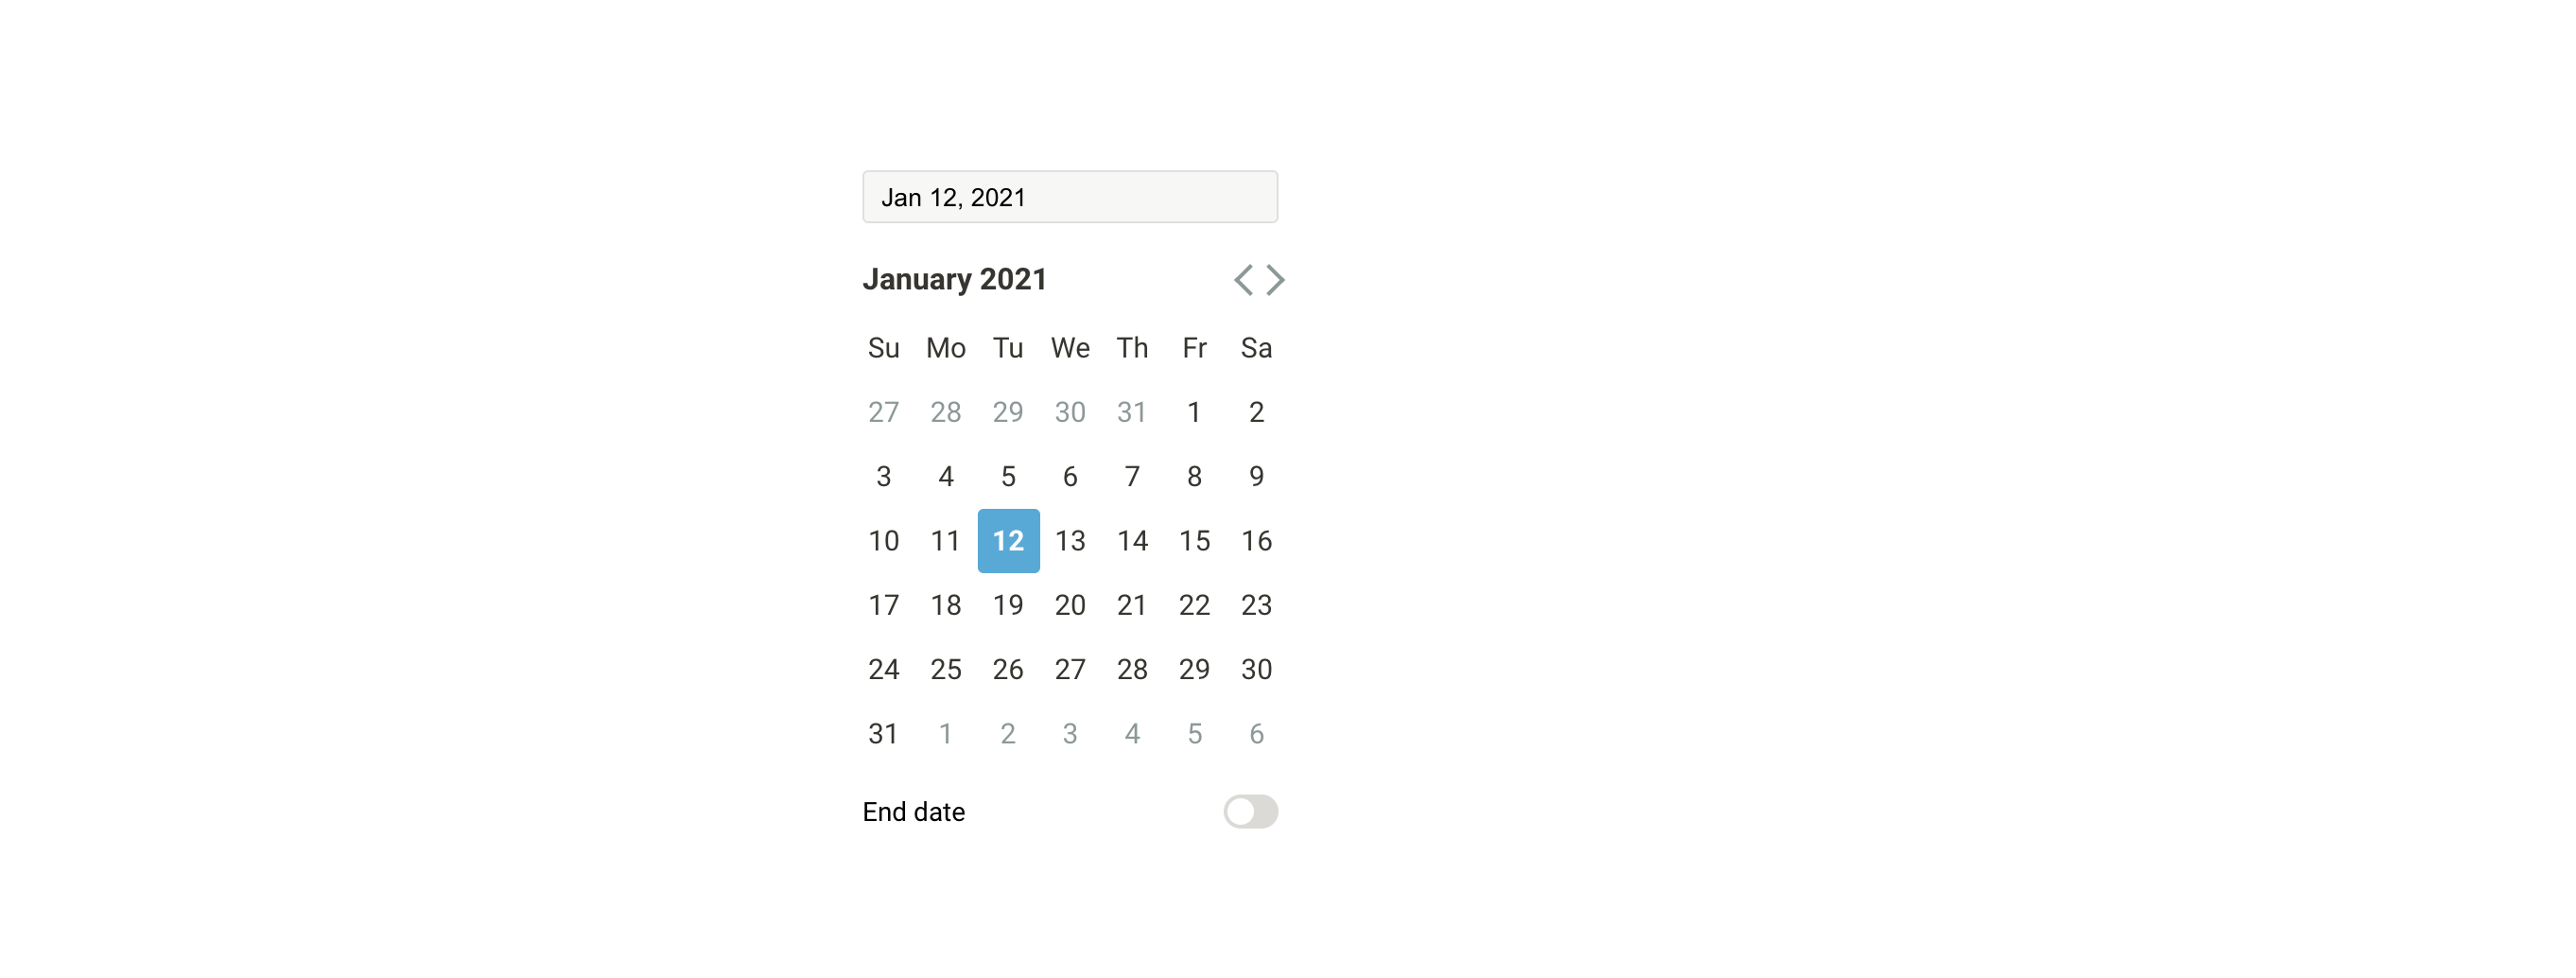 Jan 12, 2021
January 2021
Su Mo Tu We Th Fr Sa
27 28 29 30 31 1 2
3 4 5 6 7 8 9
10 11 12 13 14 15 16
17 18 19 20 21 22 23
24 25 26 27 28 29 30
31 1 2 3 4 5 6
End date